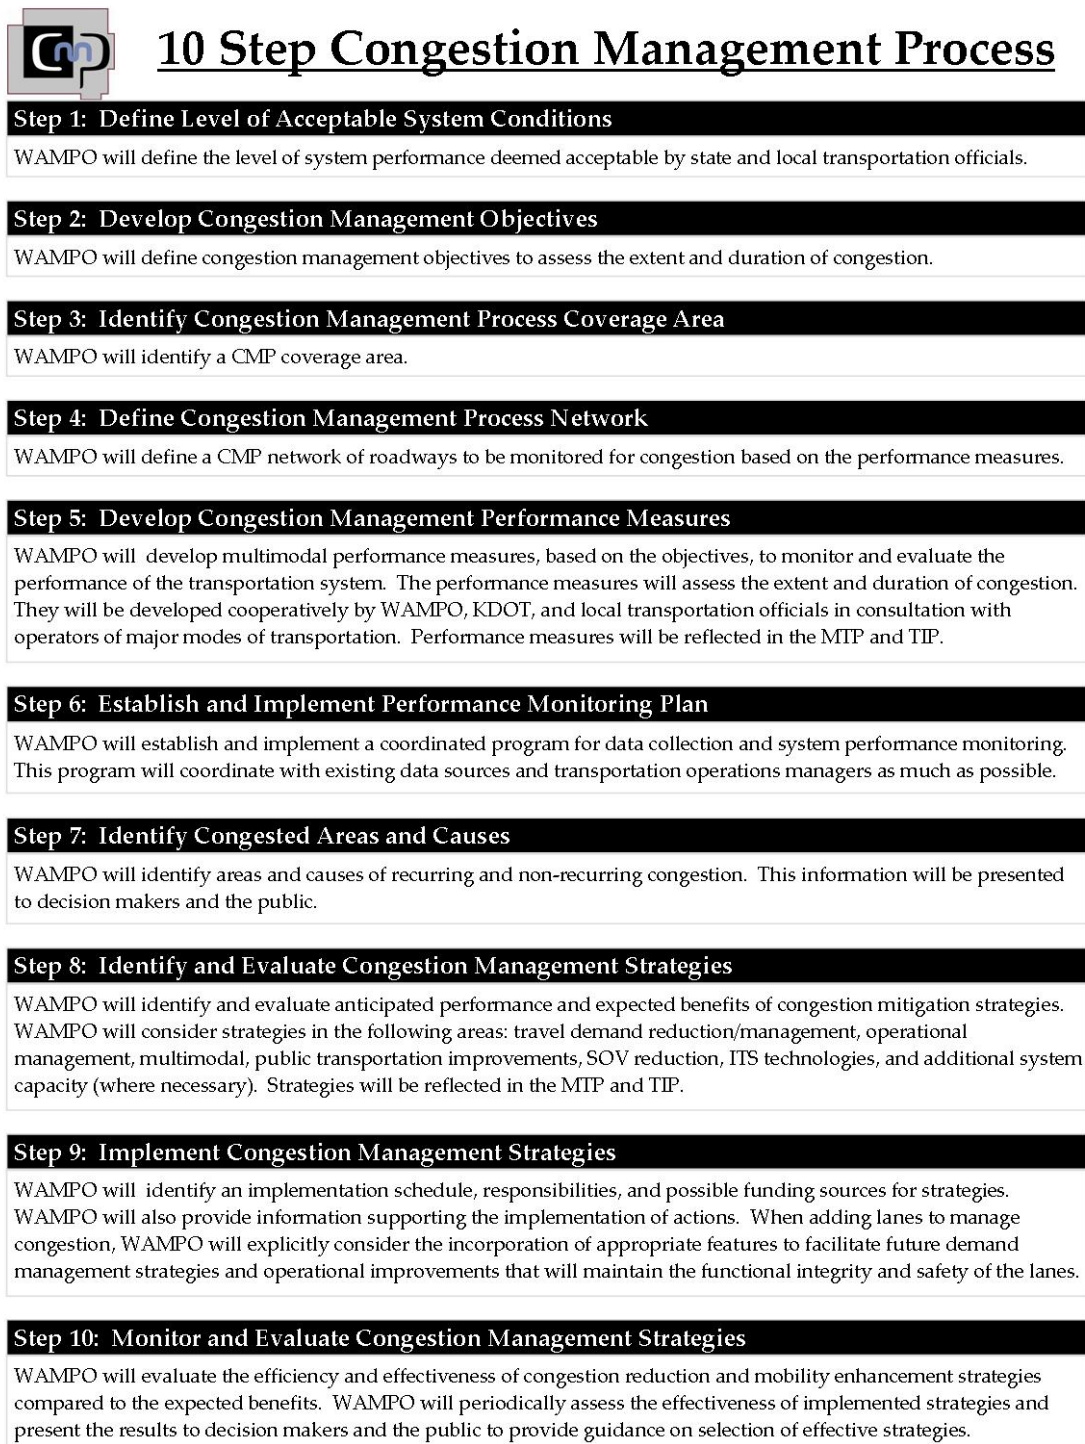 CMP
10 Step Congestion Management Process
Step 1: Define Level of Acceptable System Conditions
WAMPO will define the level of system performance deemed acceptable by state and local transportation officials.
Step 2: Develop Congestion Management Objectives
WAMPO will define congestion management objectives to assess the extent and duration of congestion.
Step 3: Identify Congestion Management Process Coverage Area
WAMPO will identify a CMP coverage area.
Step 4: Define Congestion Management Process Network
WAMPO will define a CMP network of roadways to be monitored for congestion based on the performance measures.
Step 5: Develop Congestion Management Performance Measures
WAMPO will develop multimodal performance measures, based on the objectives, to monitor and evaluate the
performance of the transportation system. The performance measures will assess the extent and duration of congestion.
They will be developed cooperatively by WAMPO, KDOT, and local transportation officials in consultation with
operators of major modes of transportation. Performance measures will be reflected in the MTP and TIP.
Step 6: Establish and Implement Performance Monitoring Plan
WAMPO will establish and implement a coordinated program for data collection and system performance monitoring.
This program will coordinate with existing data sources and transportation operations managers as much as possible.
Step 7: Identify Congested Areas and Causes
WAMPO will identify areas and causes of recurring and non-recurring congestion. This information will be presented
to decision makers and the public.
Step 8: Identify and Evaluate Congestion Management Strategies
WAMPO will identify and evaluate anticipated performance and expected benefits of congestion mitigation strategies.
WAMPO will consider strategies in the following areas: travel demand reduction/management, operational
management, multimodal, public transportation improvements, SOV reduction, ITS technologies, and additional system
capacity (where necessary). Strategies will be reflected in the MTP and TIP.
Step 9: Implement Congestion Management Strategies
WAMPO will identify an implementation schedule, responsibilities, and possible funding sources for strategies.
WAMPO will also provide information supporting the implementation of actions. When adding lanes to manage
congestion, WAMPO will explicitly consider the incorporation of appropriate features to facilitate future demand
management strategies and operational improvements that will maintain the functional integrity and safety of the lanes.
Step 10: Monitor and Evaluate Congestion Management Strategies
WAMPO will evaluate the efficiency and effectiveness of congestion reduction and mobility enhancement strategies
compared to the expected benefits. WAMPO will periodically assess the effectiveness of implemented strategies and
present the results to decision makers and the public to provide guidance on selection of effective strategies.